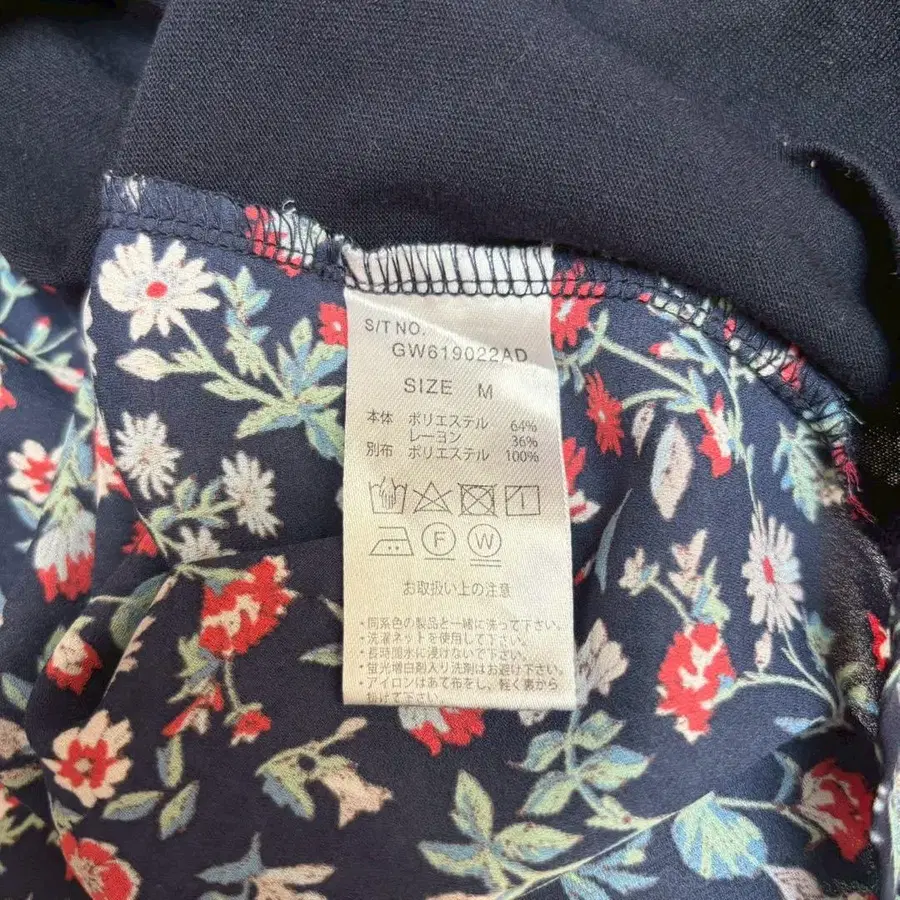 S/T NO.
GW619022AD
SIZE M
本体 ポリエステル 64%
レーヨン 36%
別布 ポリエステル 100%
F W
お取扱い上の注意
・同系色の製品と一緒に洗って下さい。
・洗濯ネットを使用して下さい。
・長時間水に浸けないで下さい。
・蛍光増白剤入り洗剤はお避け下さい。
・アイロンはあて布をし、軽く裏から
掛けて下さい。